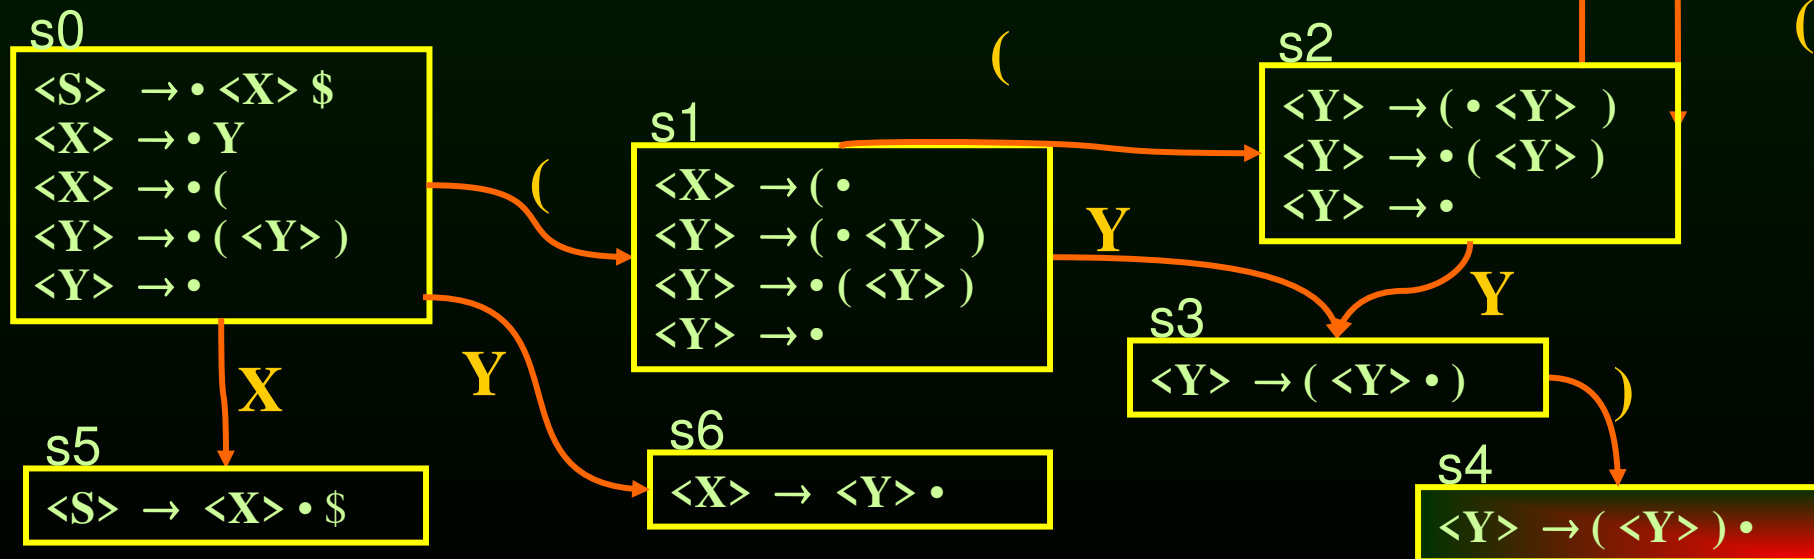 s0
<S> → • <X> $
<X> → • Y
<X> → • (
<Y> → • ( <Y> )
<Y> → •
(
X
Y
s1
<X> → ( •
<Y> → ( • <Y> )
<Y> → • ( <Y> )
<Y> → •
(
Y
s2
<Y> → ( • <Y> )
<Y> → • ( <Y> )
<Y> → •
(
Y
s3
<Y> → ( <Y> • )
)
s4
<Y> → ( <Y> ) •
s5
<S> → <X> • $
s6
<X> → <Y> •